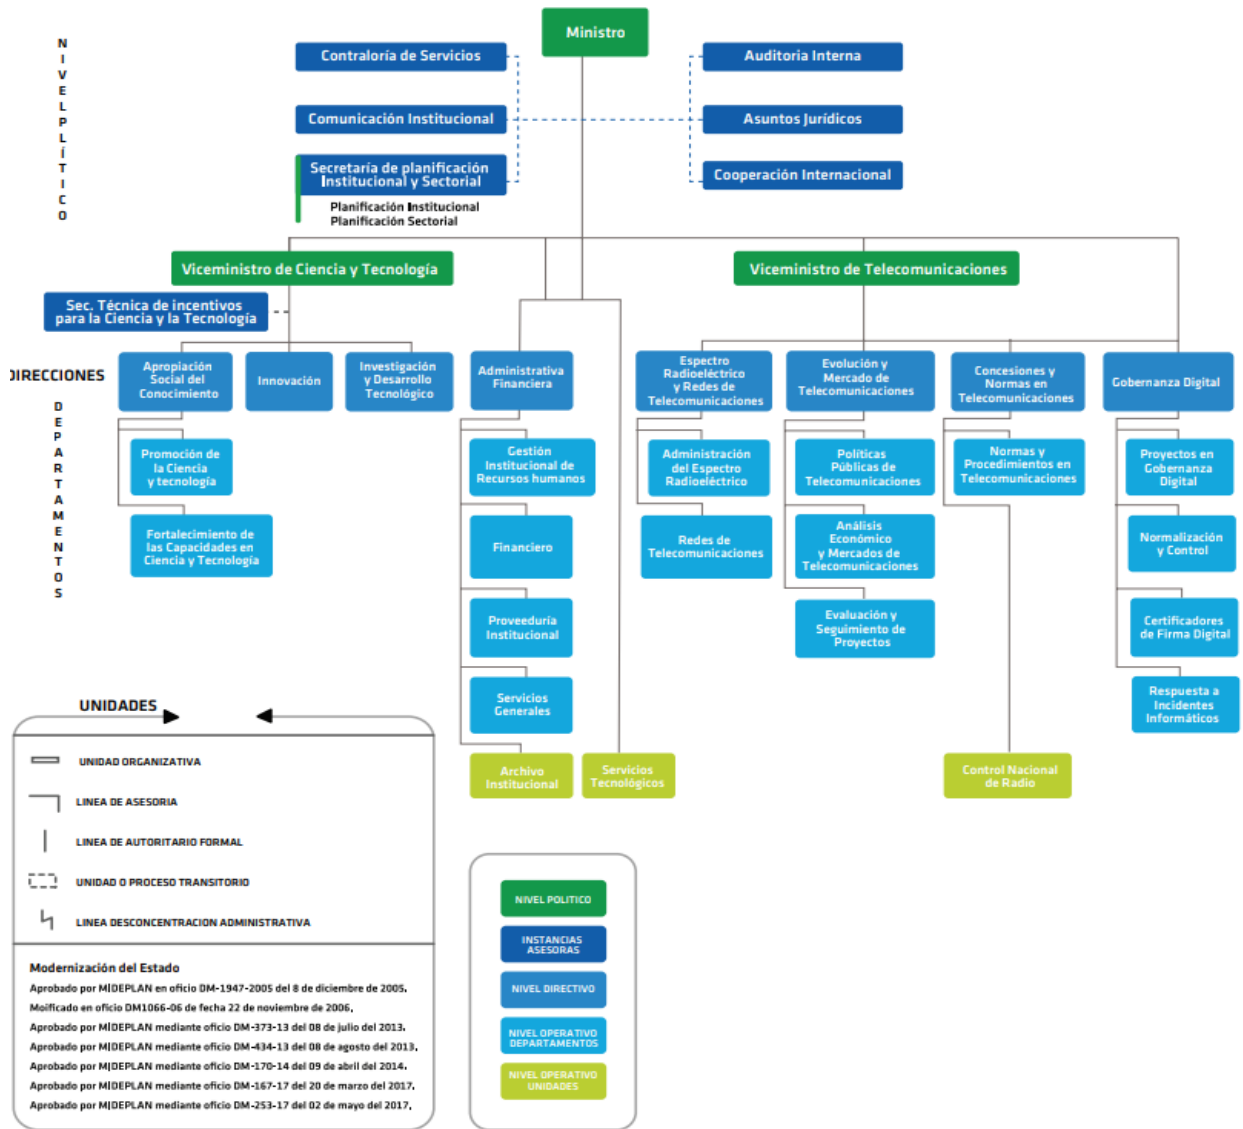 NIVELPLÍTICO
Ministro
Contraloría de Servicios
Auditoria Interna
Comunicación Institucional
Asuntos Jurídicos
Secretaría de planificación
Institucional y Sectorial
Cooperación Internacional
Planificación Institucional
Planificación Sectorial
Viceministro de Ciencia y Tecnología
Viceministro de Telecomunicaciones
Sec. Técnica de incentivos
para la Ciencia y la Tecnología
DIRECCIONES
Apropiación
Social del
Conocimiento
Innovación
Investigación
y Desarrollo
Tecnológico
Administrativa
Financiera
Espectro
Radioeléctrico
y Redes de
Telecomunicaciones
Evolución y
Mercado de
Telecomunicaciones
Concesiones y
Normas en
Telecomunicaciones
Gobernanza Digital
DEPARTAMENTOS
Promoción de
la Ciencia
y tecnología
Gestión
Institucional de
Recursos humanos
Administración
del Espectro
Radioeléctrico
Políticas
Públicas de
Telecomunicaciones
Normas y
Procedimientos en
Telecomunicaciones
Proyectos en
Gobernanza
Digital
Fortalecimiento de
las Capacidades en
Ciencia y Tecnología
Financiero
Redes de
Telecomunicaciones
Análisis
Económico
y Mercados de
Telecomunicaciones
Normalización
y Control
Proveeduría
Institucional
Evaluación y
Seguimiento de
Proyectos
Certificadores
de Firma Digital
Servicios
Generales
Respuesta a
Incidentes
Informáticos
Archivo
Institucional
Servicios
Tecnológicos
Control Nacional
de Radio
UNIDADES
UNIDAD ORGANIZATIVA
LINEA DE ASESORIA
LINEA DE AUTORITARIO FORMAL
UNIDAD O PROCESO TRANSITORIO
LINEA DESCONCENTRACION ADMINISTRATIVA
Modernización del Estado
Aprobado por MIDEPLAN en oficio DM-1947-2005 del 8 de diciembre de 2005.
Moificado en oficio DM1066-06 de fecha 22 de noviembre de 2006,
Aprobado por MIDEPLAN mediante oficio DM-373-13 del 08 de julio del 2013.
Aprobado por MIDEPLAN mediante oficio DM-434-13 del 08 de agosto del 2013,
Aprobado por MIDEPLAN mediante oficio DM-170-14 del 09 de abril del 2014.
Aprobado por MIDEPLAN mediante oficio DM-167-17 del 20 de marzo del 2017.
Aprobado por MIDEPLAN mediante oficio DM-253-17 del 02 de mayo del 2017,
NIVEL POLITICO
INSTANCIAS
ASESORAS
NIVEL DIRECTIVO
NIVEL OPERATIVO
DEPARTAMENTOS
NIVEL OPERATIVO
UNIDADES